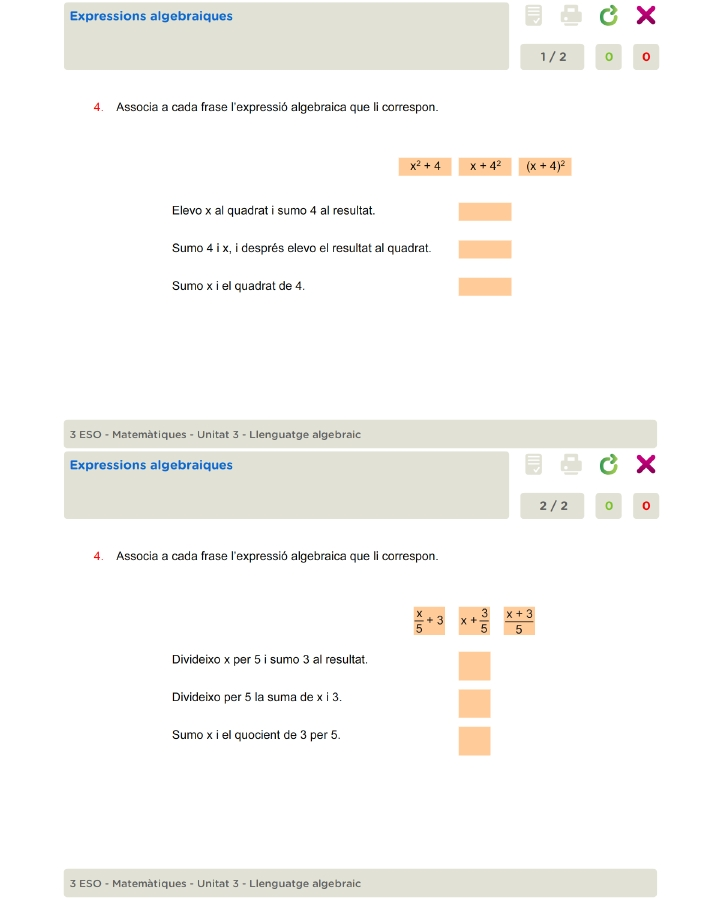 Expressions algebraiques
1 / 2 0 0
4. Associa a cada frase l'expressió algebraica que li correspon.
x² + 4 x + 4² (x + 4)²
Elevo x al quadrat i sumo 4 al resultat.
Sumo 4 i x, i després elevo el resultat al quadrat.
Sumo x i el quadrat de 4.
3 ESO - Matemàtiques - Unitat 3 - Llenguatge algebraic
Expressions algebraiques
2 / 2 0 0
4. Associa a cada frase l'expressió algebraica que li correspon.
x/5 + 3 x + 3/5 (x + 3)/5
Divideixo x per 5 i sumo 3 al resultat.
Divideixo per 5 la suma de x i 3.
Sumo x i el quocient de 3 per 5.
3 ESO - Matemàtiques - Unitat 3 - Llenguatge algebraic